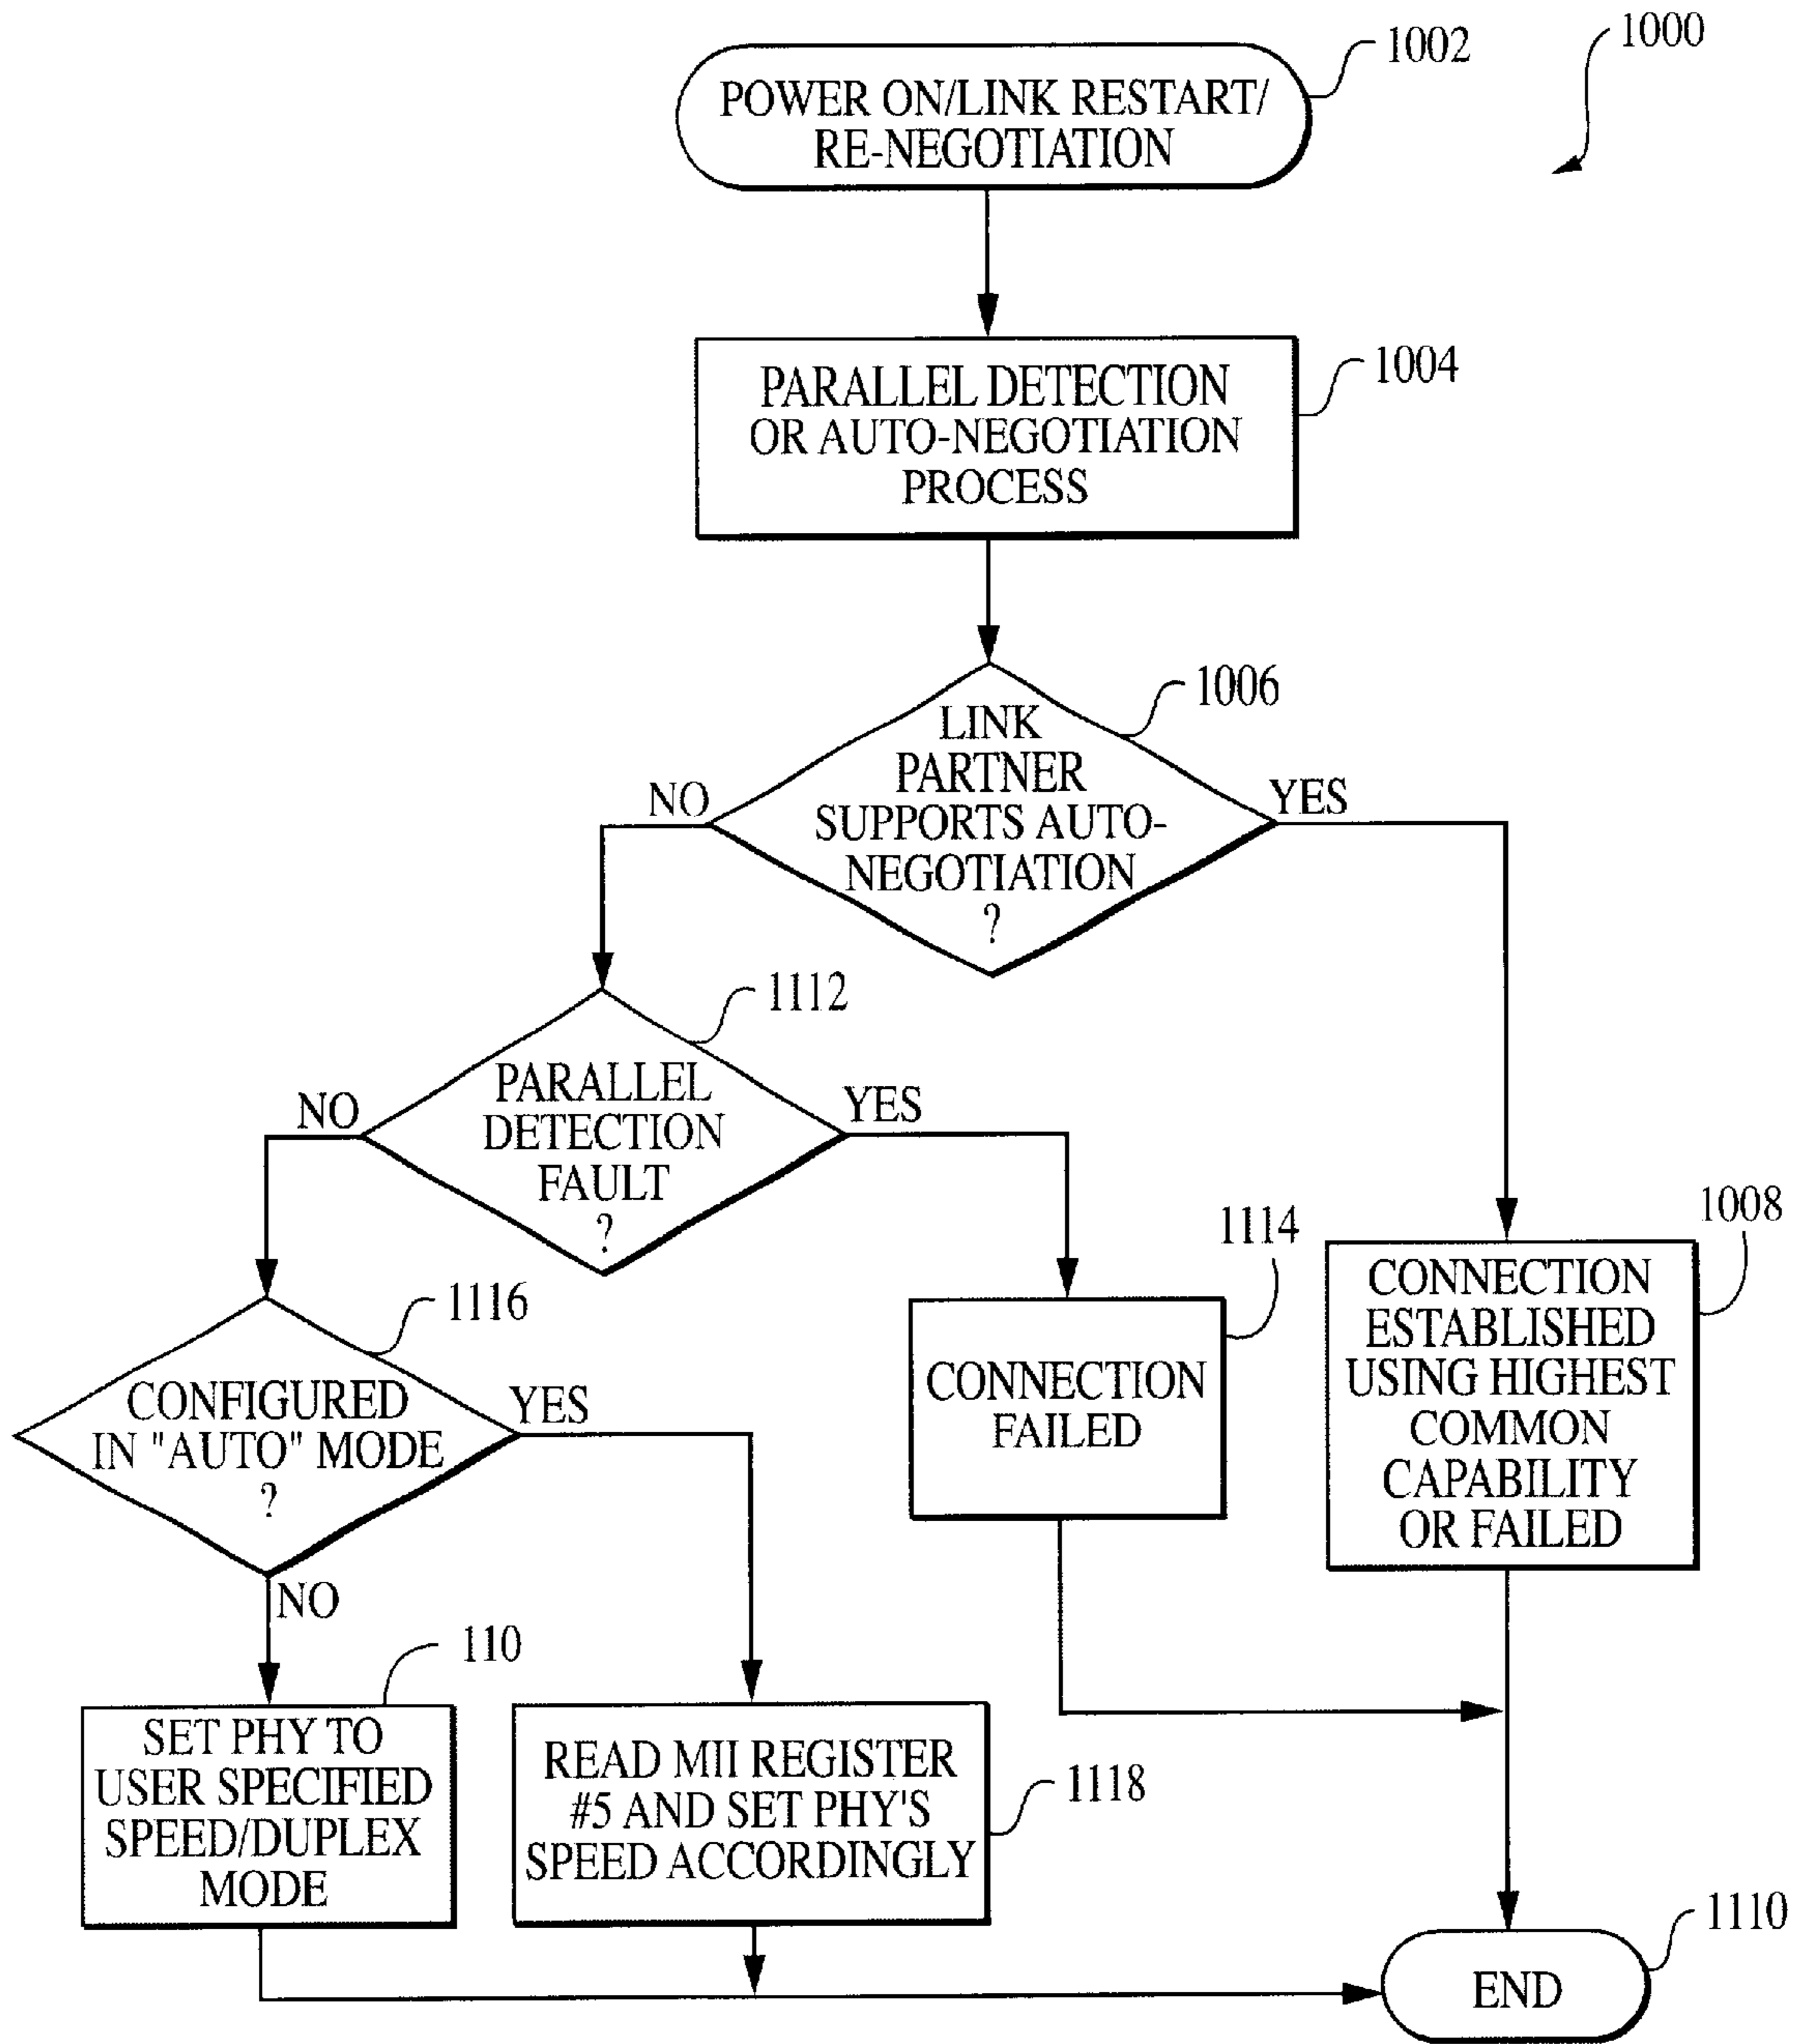 1000
1002
POWER ON/LINK RESTART/
RE-NEGOTIATION
1004
PARALLEL DETECTION
OR AUTO-NEGOTIATION
PROCESS
1006
LINK
PARTNER
SUPPORTS AUTO-
NEGOTIATION
?
NO
YES
1112
PARALLEL
DETECTION
FAULT
?
NO
YES
1008
CONNECTION
ESTABLISHED
USING HIGHEST
COMMON
CAPABILITY
OR FAILED
1114
CONNECTION
FAILED
1116
CONFIGURED
IN "AUTO" MODE
?
YES
NO
110
SET PHY TO
USER SPECIFIED
SPEED/DUPLEX
MODE
READ MII REGISTER
#5 AND SET PHY'S
SPEED ACCORDINGLY
1118
1110
END